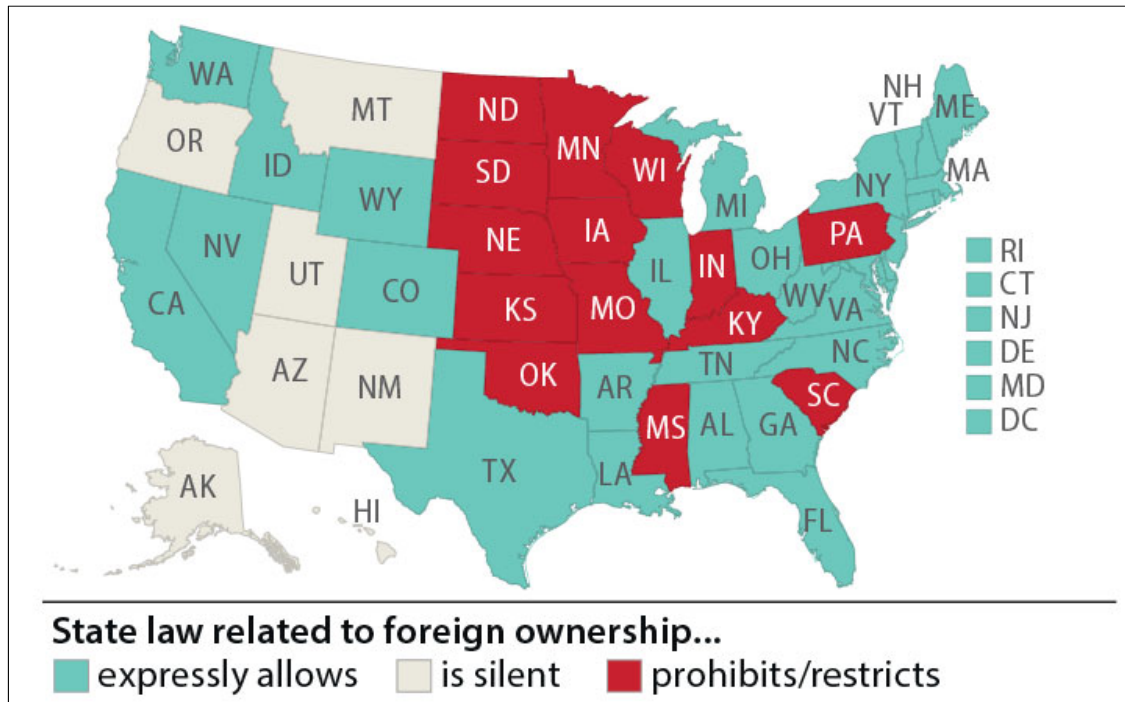 WA
MT
ND
MN
OR
ID
SD
WI
WY
NH
VT
ME
MA
NY
MI
NV
NE
IA
PA
UT
CO
IL
IN
OH
CA
KS
MO
WV
VA
KY
AZ
NM
OK
AR
TN
NC
SC
MS
AL
GA
TX
LA
FL
AK
HI
RI
CT
NJ
DE
MD
DC
State law related to foreign ownership...
expressly allows
is silent
prohibits/restricts